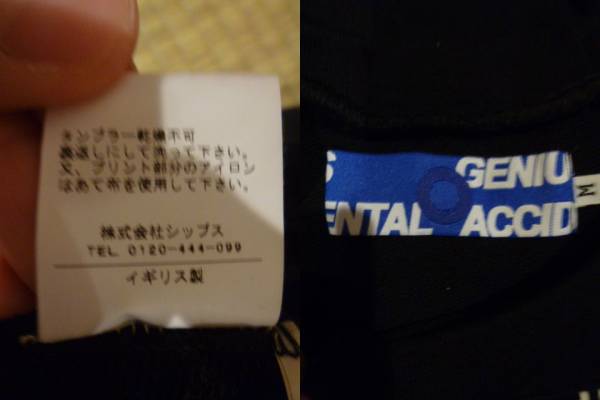 タンブラー乾燥不可
裏返しにして洗って下さい。
又、プリント部分のアイロン
はあて布を使用して下さい。
株式会社シップス
TEL 0120-444-099
イギリス製
S GENIU
ENTAL ACCID
M